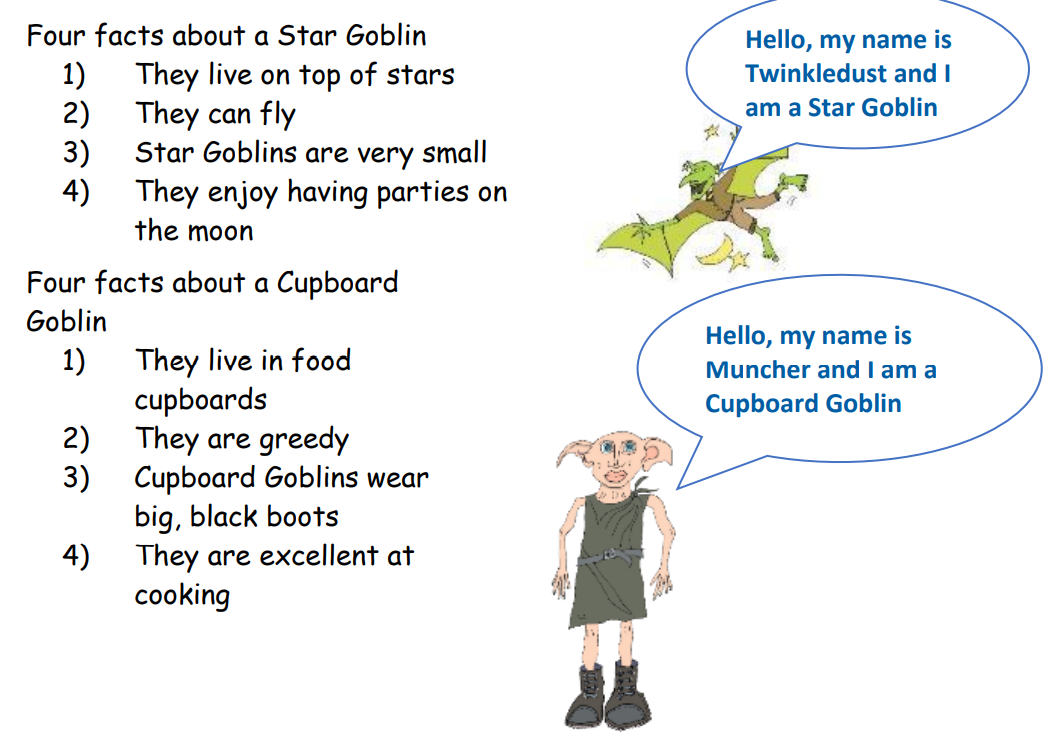 Four facts about a Star Goblin
1) They live on top of stars
2) They can fly
3) Star Goblins are very small
4) They enjoy having parties on
the moon
Hello, my name is
Twinkledust and I
am a Star Goblin
Four facts about a Cupboard
Goblin
1) They live in food
cupboards
2) They are greedy
3) Cupboard Goblins wear
big, black boots
4) They are excellent at
cooking
Hello, my name is
Muncher and I am a
Cupboard Goblin